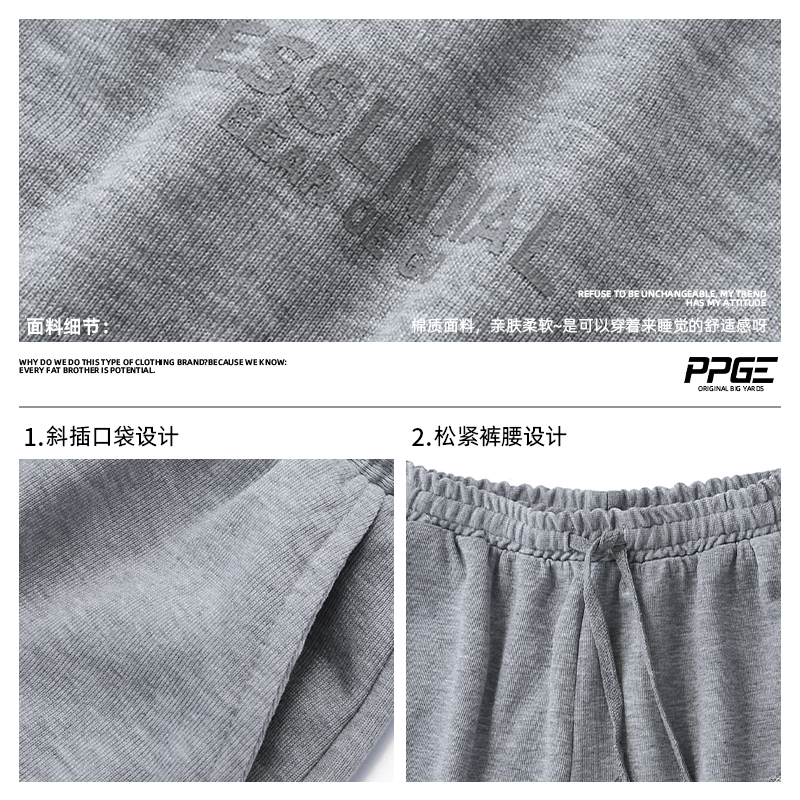 ESSLNDAL
REFUSE TO BE UNCHANGEABLE, MY TREND
HAS MY ATTITUDE
面料细节：
棉质面料，亲肤柔软~是可以穿着来睡觉的舒适感呀
WHY DO WE DO THIS TYPE OF CLOTHING BRAND?BECAUSE WE KNOW:
EVERY FAT BROTHER IS POTENTIAL.
PPGE
ORIGINAL BIG YARDS
1.斜插口袋设计
2.松紧裤腰设计